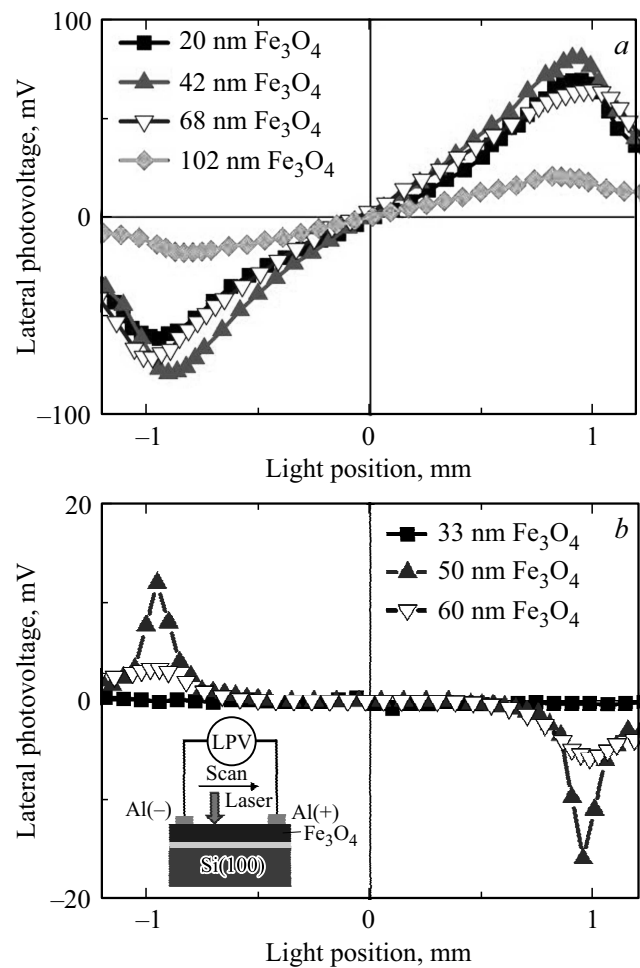 100
a
20 nm Fe₃O₄
42 nm Fe₃O₄
68 nm Fe₃O₄
102 nm Fe₃O₄
Lateral photovoltage, mV
0
–100
–1 0 1
Light position, mm
20
b
33 nm Fe₃O₄
50 nm Fe₃O₄
60 nm Fe₃O₄
10
Lateral photovoltage, mV
0
–10
LPV
Scan
Laser
Al(–) Al(+)
Fe₃O₄
Si(100)
–20
–1 0 1
Light position, mm